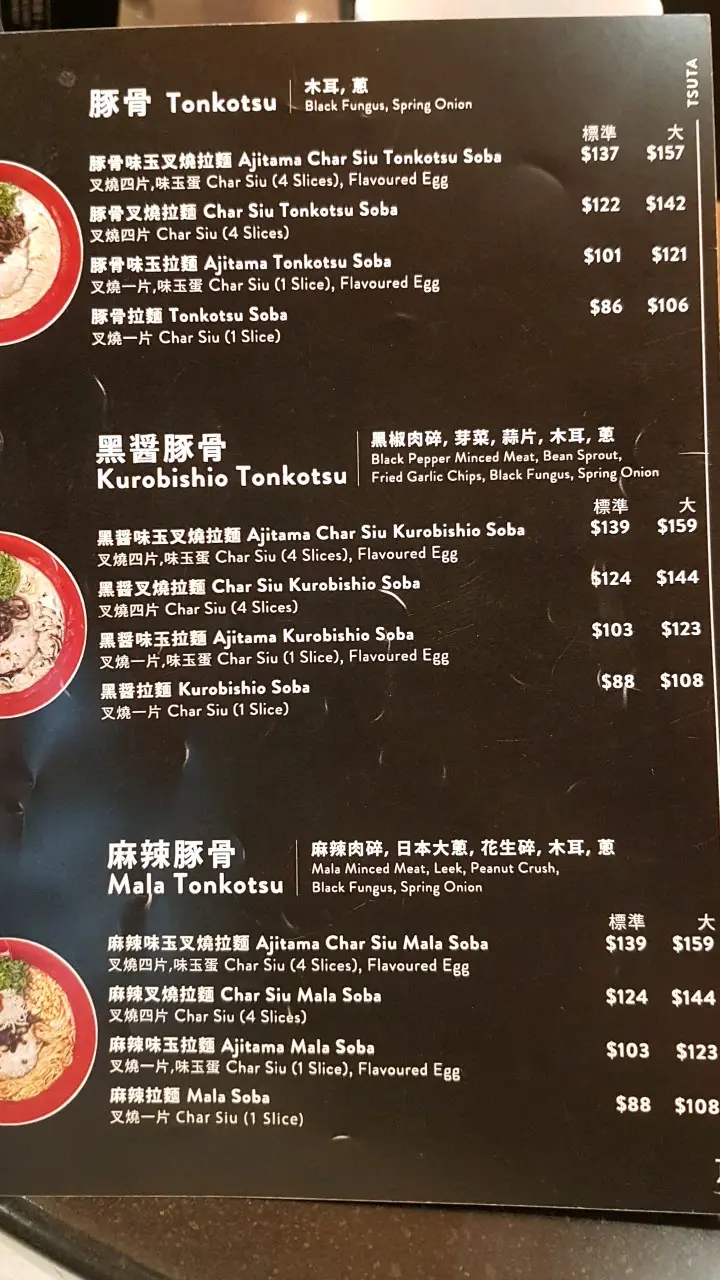 TSUTA
豚骨 Tonkotsu
木耳, 蔥
Black Fungus, Spring Onion
標準 大
豚骨味玉叉燒拉麵 Ajitama Char Siu Tonkotsu Soba $137 $157
叉燒四片,味玉蛋 Char Siu (4 Slices), Flavoured Egg
豚骨叉燒拉麵 Char Siu Tonkotsu Soba $122 $142
叉燒四片 Char Siu (4 Slices)
豚骨味玉拉麵 Ajitama Tonkotsu Soba $101 $121
叉燒一片,味玉蛋 Char Siu (1 Slice), Flavoured Egg
豚骨拉麵 Tonkotsu Soba $86 $106
叉燒一片 Char Siu (1 Slice)
黑醤豚骨
Kurobishio Tonkotsu
黑椒肉碎, 芽菜, 蒜片, 木耳, 蔥
Black Pepper Minced Meat, Bean Sprout,
Fried Garlic Chips, Black Fungus, Spring Onion
標準 大
黑醤味玉叉燒拉麵 Ajitama Char Siu Kurobishio Soba $139 $159
叉燒四片,味玉蛋 Char Siu (4 Slices), Flavoured Egg
黑醤叉燒拉麵 Char Siu Kurobishio Soba $124 $144
叉燒四片 Char Siu (4 Slices)
黑醤味玉拉麵 Ajitama Kurobishio Soba $103 $123
叉燒一片,味玉蛋 Char Siu (1 Slice), Flavoured Egg
黑醤拉麵 Kurobishio Soba $88 $108
叉燒一片 Char Siu (1 Slice)
麻辣豚骨
Mala Tonkotsu
麻辣肉碎, 日本大蔥, 花生碎, 木耳, 蔥
Mala Minced Meat, Leek, Peanut Crush,
Black Fungus, Spring Onion
標準 大
麻辣味玉叉燒拉麵 Ajitama Char Siu Mala Soba $139 $159
叉燒四片,味玉蛋 Char Siu (4 Slices), Flavoured Egg
麻辣叉燒拉麵 Char Siu Mala Soba $124 $144
叉燒四片 Char Siu (4 Slices)
麻辣味玉拉麵 Ajitama Mala Soba $103 $123
叉燒一片,味玉蛋 Char Siu (1 Slice), Flavoured Egg
麻辣拉麵 Mala Soba $88 $108
叉燒一片 Char Siu (1 Slice)